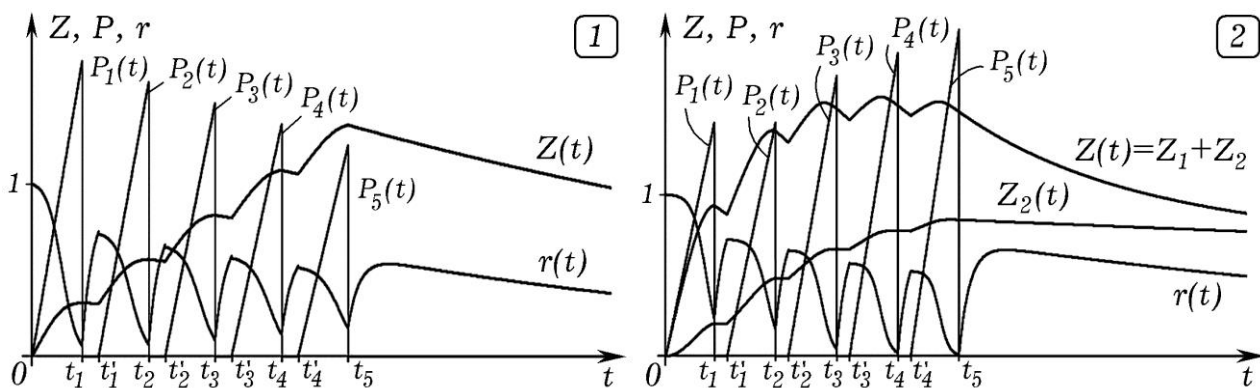 Z, P, r
1
P₁(t)
P₂(t)
P₃(t)
P₄(t)
P₅(t)
Z(t)
r(t)
1
0 t₁ t'₁ t₂ t'₂ t₃ t'₃ t₄ t'₄ t₅ t
Z, P, r
2
P₁(t)
P₂(t)
P₃(t)
P₄(t)
P₅(t)
Z(t)=Z₁+Z₂
Z₂(t)
r(t)
1
0 t₁ t'₁ t₂ t'₂ t₃ t'₃ t₄ t'₄ t₅ t